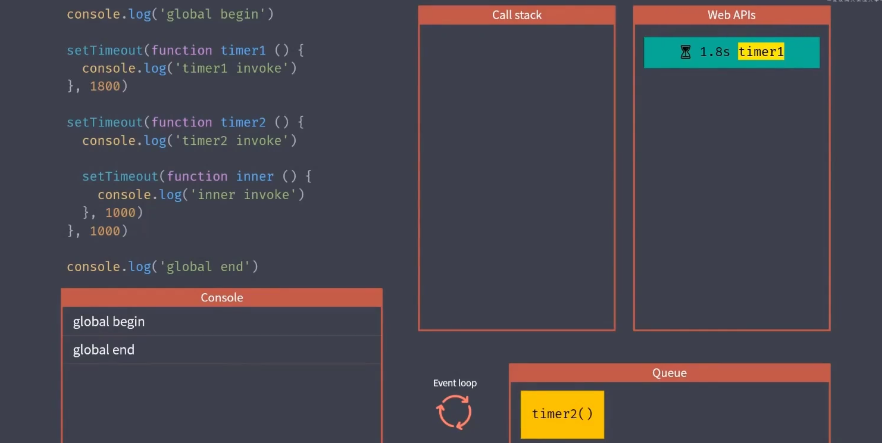 console.log('global begin')
setTimeout(function timer1 () {
console.log('timer1 invoke')
}, 1800)
setTimeout(function timer2 () {
console.log('timer2 invoke')
setTimeout(function inner () {
console.log('inner invoke')
}, 1000)
}, 1000)
console.log('global end')
Console
global begin
global end
Call stack
Web APIs
1.8s timer1
Event loop
Queue
timer2()